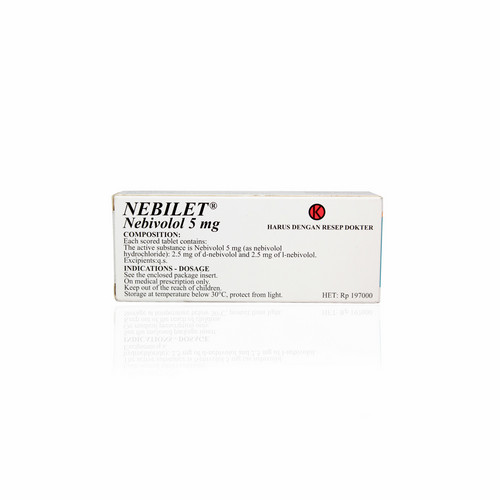 NEBILET®
Nebivolol 5 mg
COMPOSITION:
Each scored tablet contains:
The active substance is Nebivolol 5 mg (as nebivolol
hydrochloride): 2.5 mg of d-nebivolol and 2.5 mg of l-nebivolol.
Excipients:q.s.
INDICATIONS - DOSAGE
See the enclosed package insert.
On medical prescription only.
Keep out of the reach of children.
Storage at temperature below 30°C, protect from light.
K
HARUS DENGAN RESEP DOKTER
HET: Rp 197000